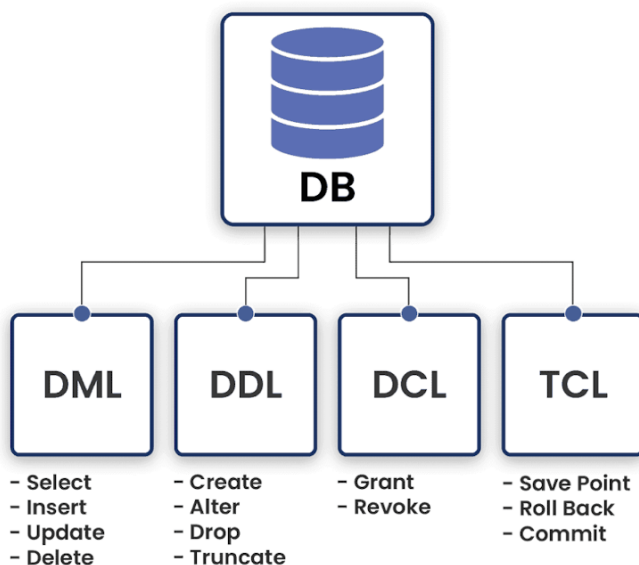 DB
DML
DDL
DCL
TCL
- Select
- Insert
- Update
- Delete
- Create
- Alter
- Drop
- Truncate
- Grant
- Revoke
- Save Point
- Roll Back
- Commit